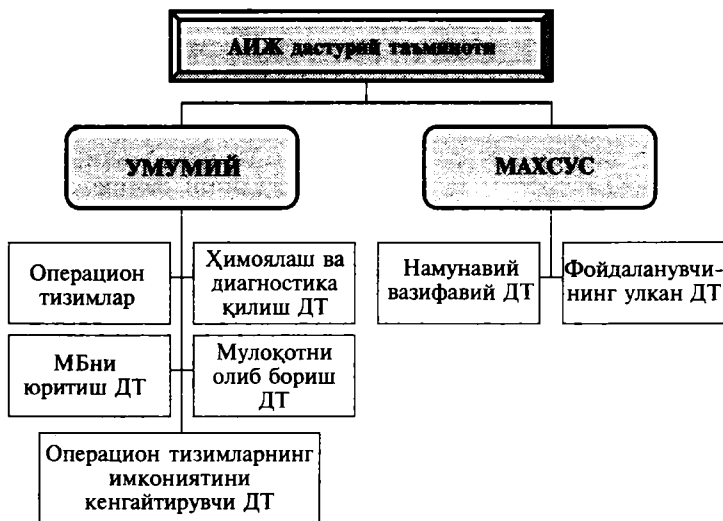 АИЖ дастурий таъминоти
УМУМИЙ
МАХСУС
Операцион
тизимлар
Ҳимоялаш ва
диагностика
қилиш ДТ
Намунавий
вазифавий ДТ
Фойдаланувчи-
нинг улкан ДТ
МБни
юритиш ДТ
Мулоқотни
олиб бориш
ДТ
Операцион тизимларнинг
имкониятини
кенгайтирувчи ДТ